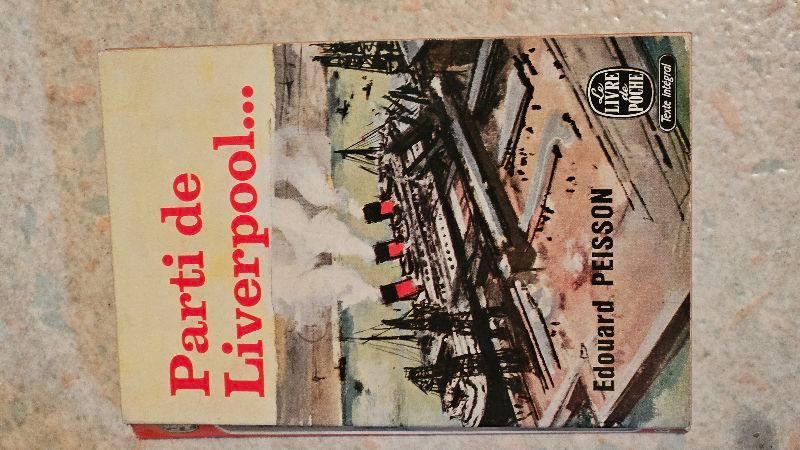 Parti de
Liverpool...
Edouard PEISSON
Le
LIVRE
de
POCHE
Texte Intégral